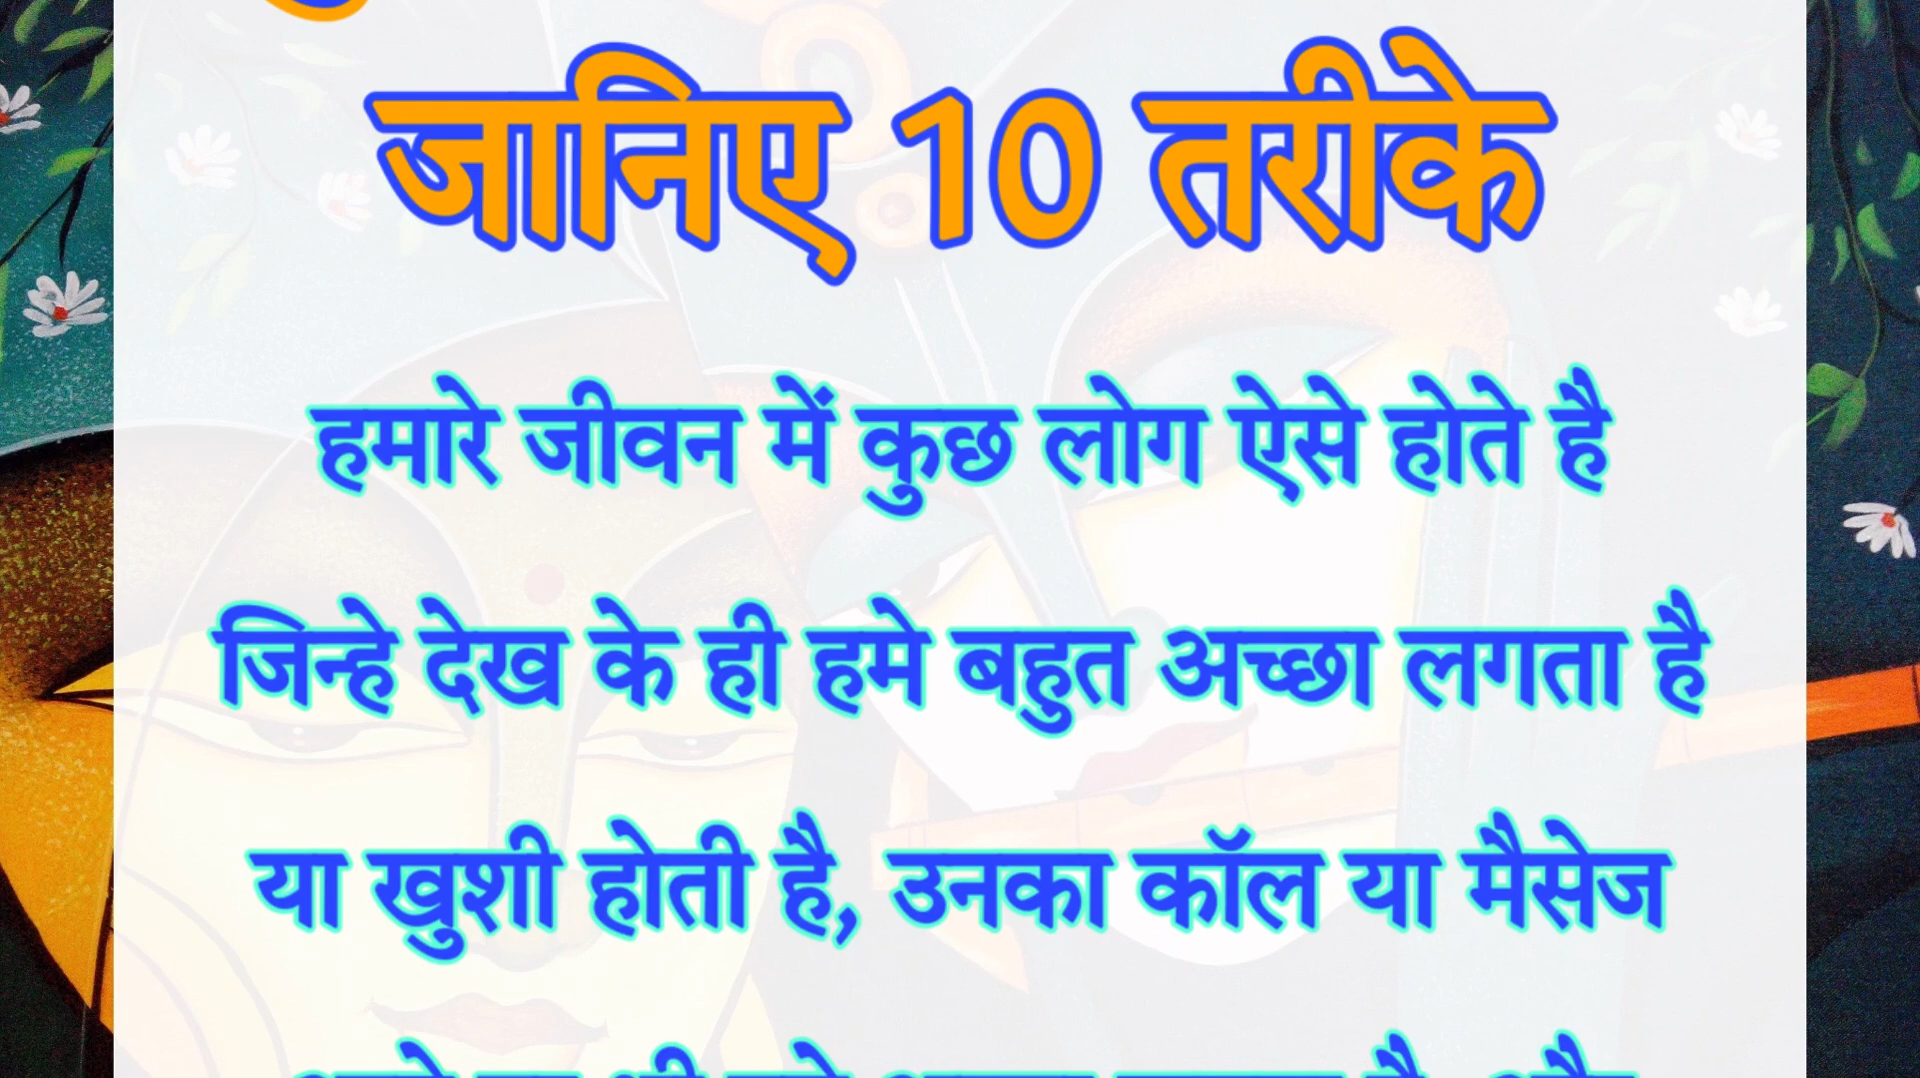 जानिए 10 तरीके
हमारे जीवन में कुछ लोग ऐसे होते है
जिन्हे देख के ही हमे बहुत अच्छा लगता है
या खुशी होती है, उनका कॉल या मैसेज